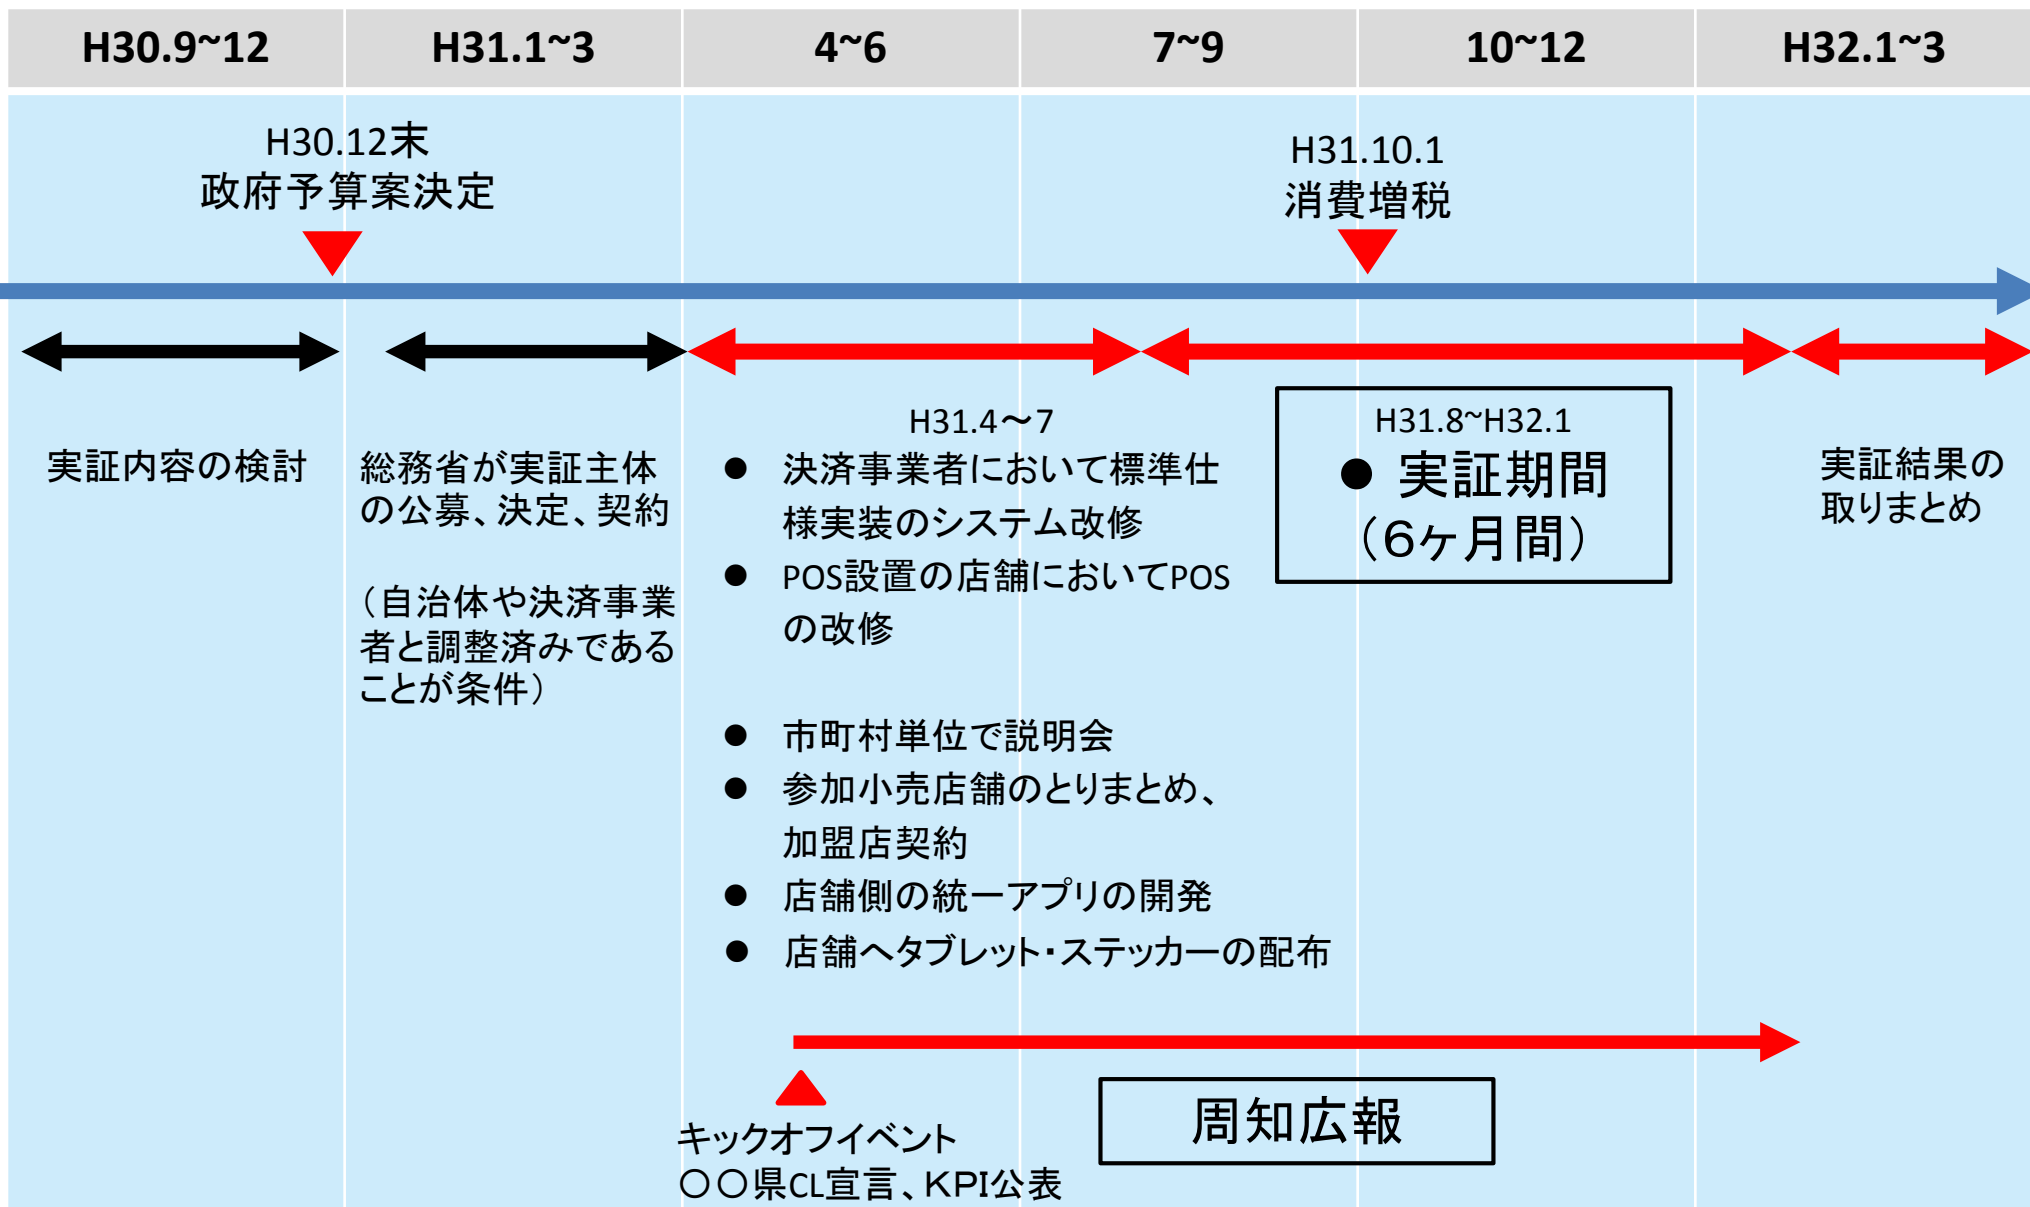 H30.9~12
H31.1~3
4~6
7~9
10~12
H32.1~3
H30.12末
政府予算案決定
H31.10.1
消費増税
実証内容の検討
総務省が実証主体
の公募、決定、契約
（自治体や決済事業
者と調整済みである
ことが条件）
H31.4～7
● 決済事業者において標準仕
様実装のシステム改修
● POS設置の店舗においてPOS
の改修
● 市町村単位で説明会
● 参加小売店舗のとりまとめ、
加盟店契約
● 店舗側の統一アプリの開発
● 店舗へタブレット・ステッカーの配布
H31.8~H32.1
● 実証期間
（６ヶ月間）
実証結果の
取りまとめ
キックオフイベント
○○県CL宣言、ＫＰＩ公表
周知広報